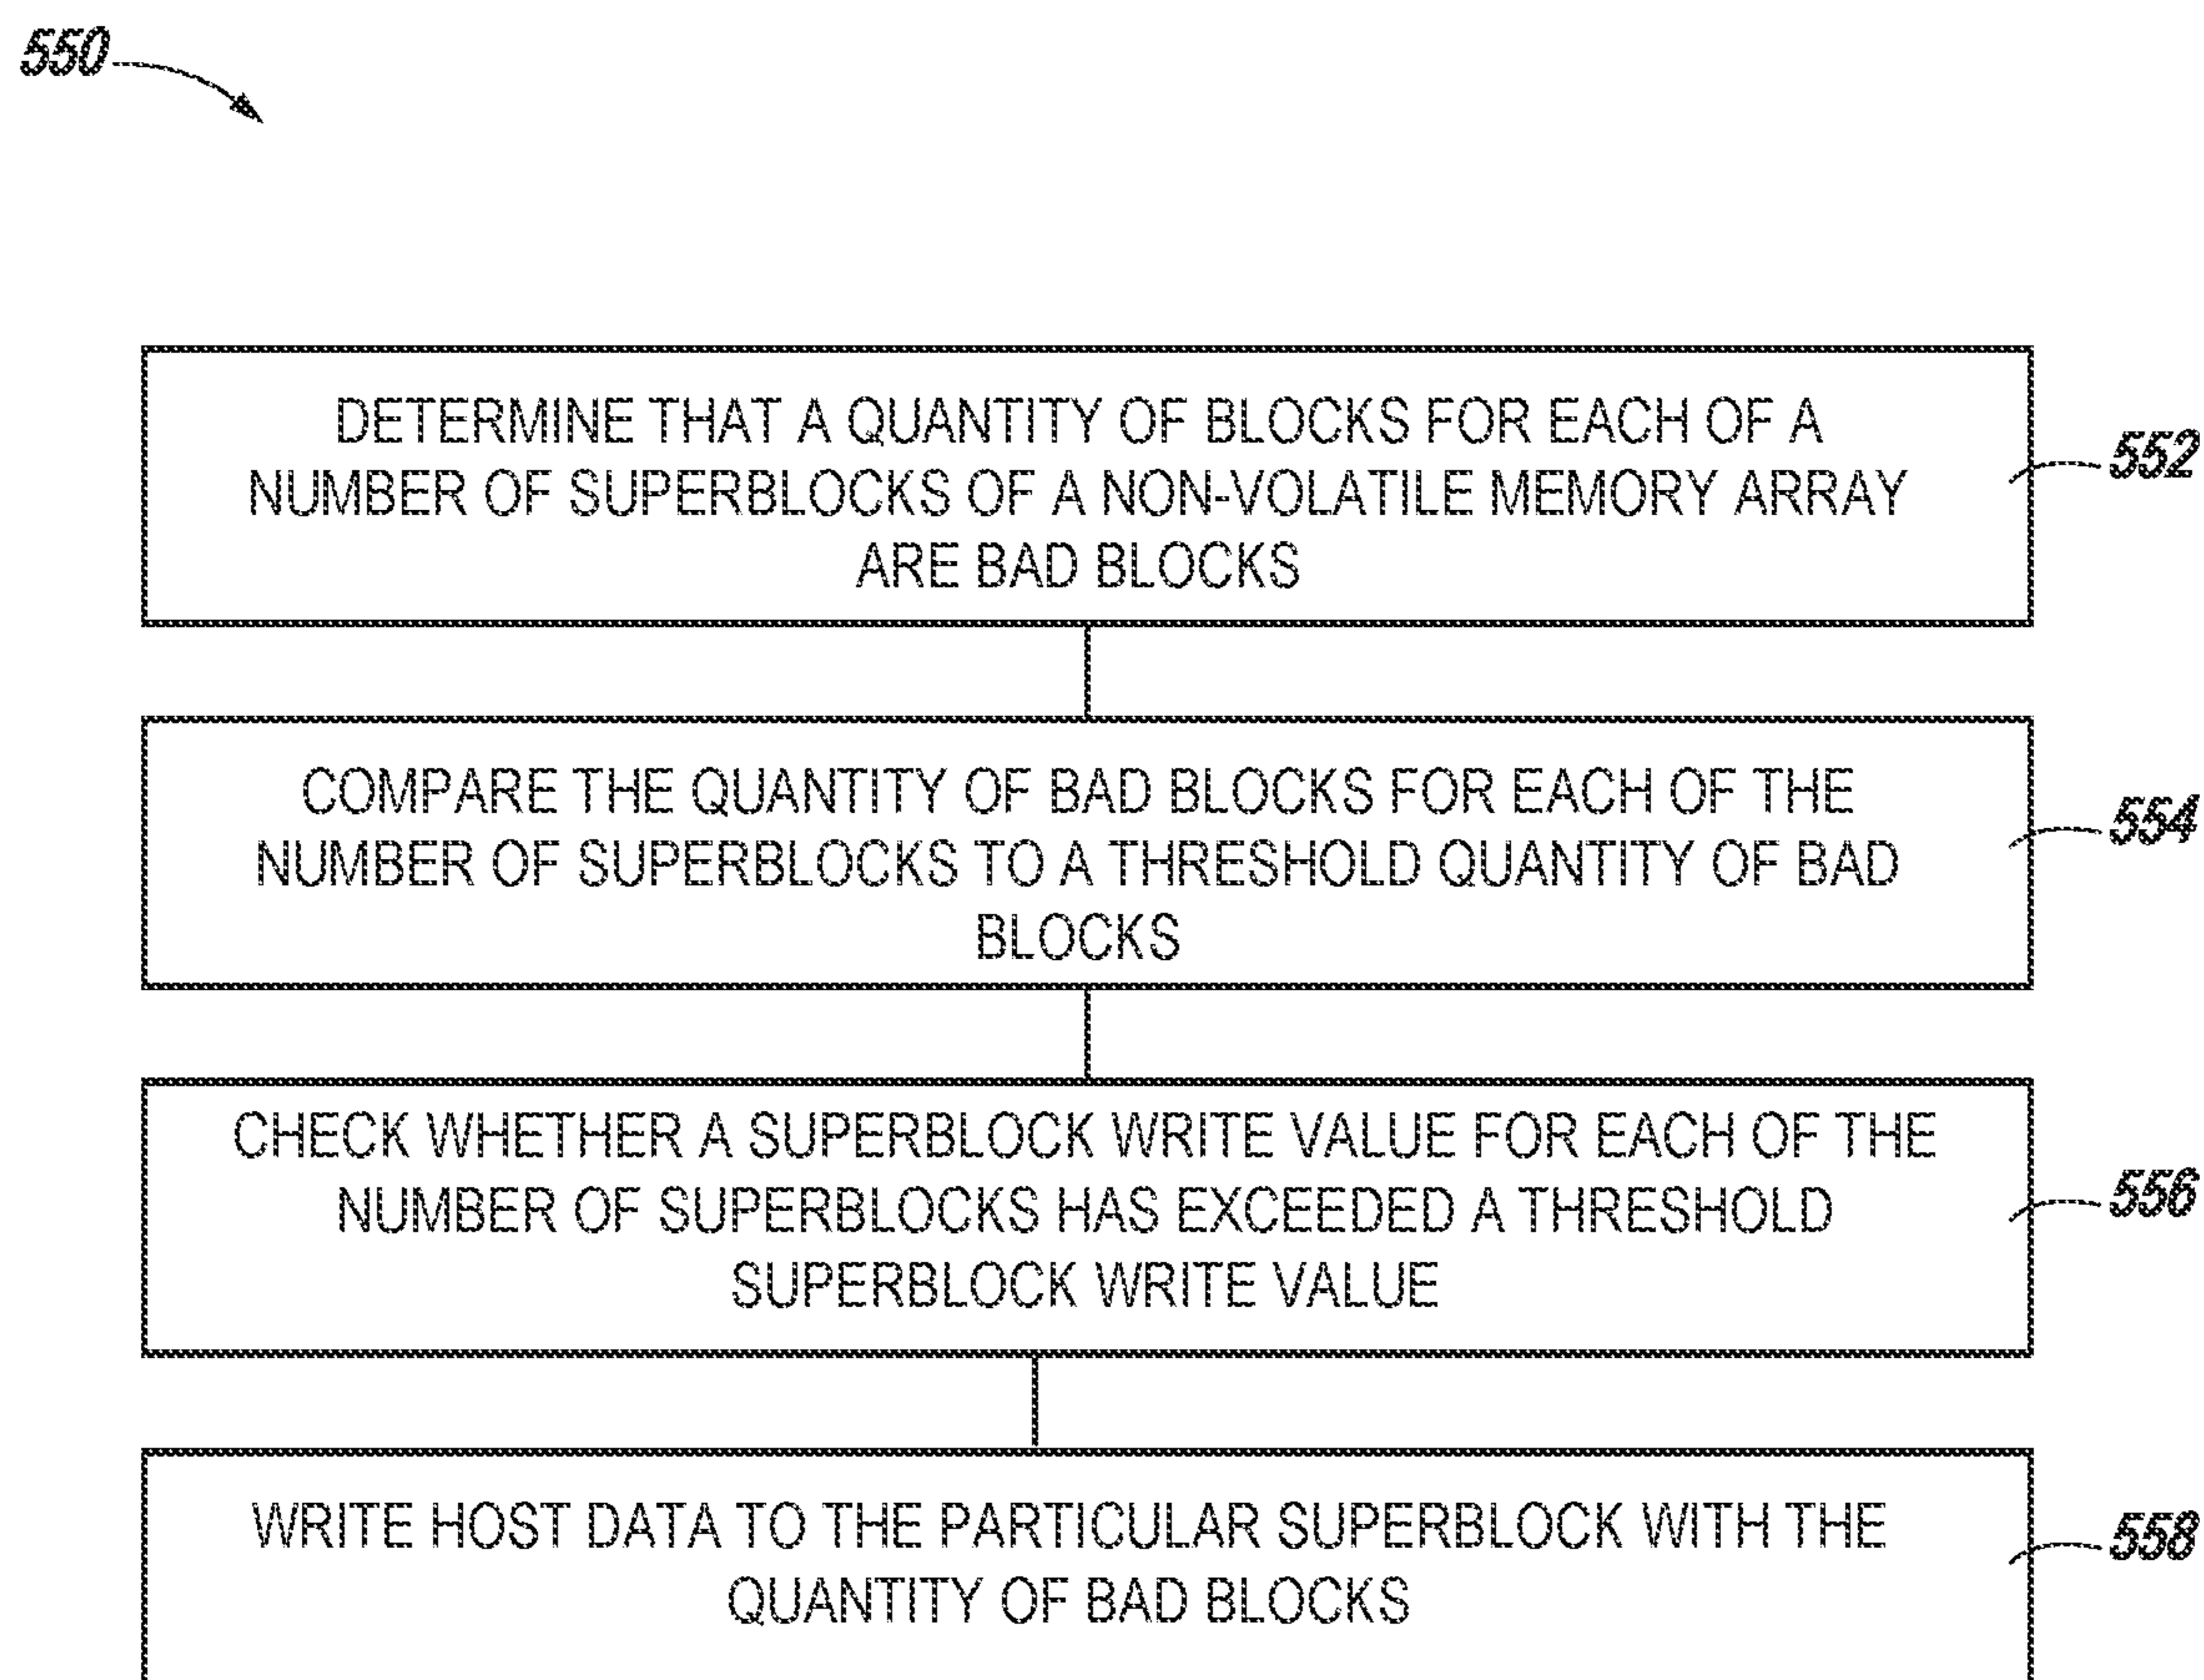 550
DETERMINE THAT A QUANTITY OF BLOCKS FOR EACH OF A
NUMBER OF SUPERBLOCKS OF A NON-VOLATILE MEMORY ARRAY
ARE BAD BLOCKS
552
COMPARE THE QUANTITY OF BAD BLOCKS FOR EACH OF THE
NUMBER OF SUPERBLOCKS TO A THRESHOLD QUANTITY OF BAD
BLOCKS
554
CHECK WHETHER A SUPERBLOCK WRITE VALUE FOR EACH OF THE
NUMBER OF SUPERBLOCKS HAS EXCEEDED A THRESHOLD
SUPERBLOCK WRITE VALUE
556
WRITE HOST DATA TO THE PARTICULAR SUPERBLOCK WITH THE
QUANTITY OF BAD BLOCKS
558